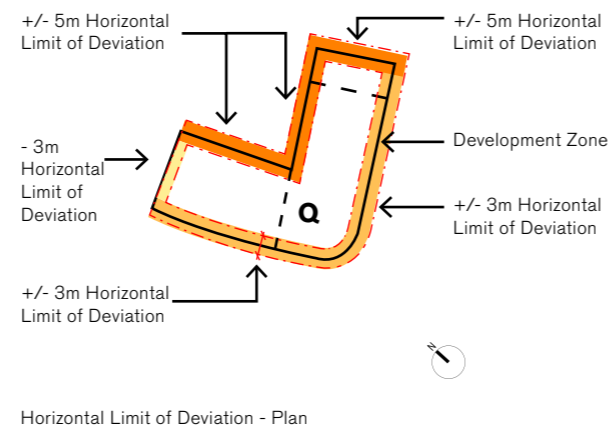 +/- 5m Horizontal
Limit of Deviation
+/- 5m Horizontal
Limit of Deviation
- 3m
Horizontal
Limit of
Deviation
Development Zone
+/- 3m Horizontal
Limit of Deviation
Q
+/- 3m Horizontal
Limit of Deviation
N
Horizontal Limit of Deviation - Plan